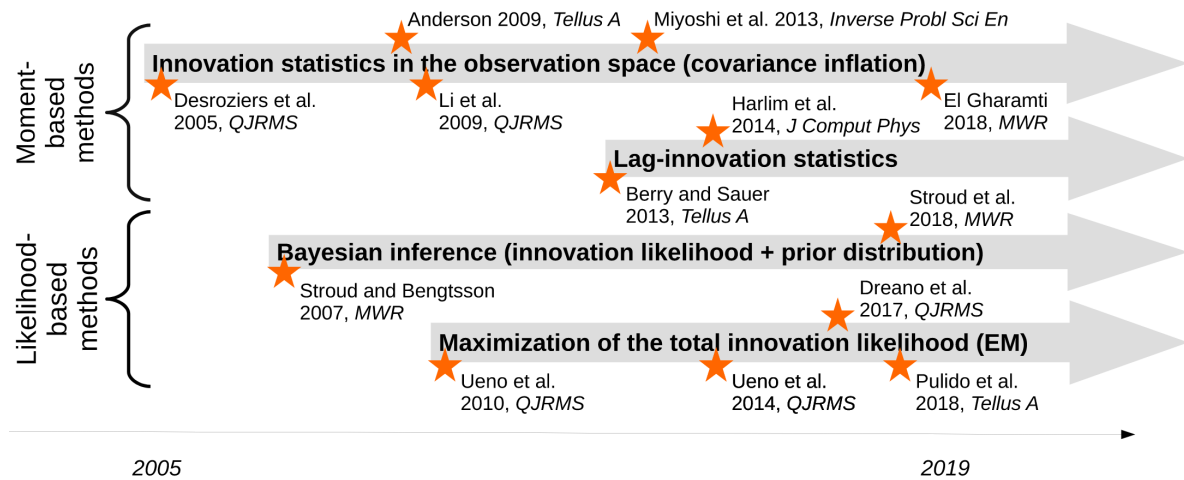 Moment-
based
methods
Anderson 2009, Tellus A
Miyoshi et al. 2013, Inverse Probl Sci En
Innovation statistics in the observation space (covariance inflation)
Desroziers et al.
2005, QJRMS
Li et al.
2009, QJRMS
El Gharamti
2018, MWR
Harlim et al.
2014, J Comput Phys
Lag-innovation statistics
Berry and Sauer
2013, Tellus A
Likelihood-
based
methods
Stroud et al.
2018, MWR
Bayesian inference (innovation likelihood + prior distribution)
Stroud and Bengtsson
2007, MWR
Dreano et al.
2017, QJRMS
Maximization of the total innovation likelihood (EM)
Ueno et al.
2010, QJRMS
Ueno et al.
2014, QJRMS
Pulido et al.
2018, Tellus A
2005
2019